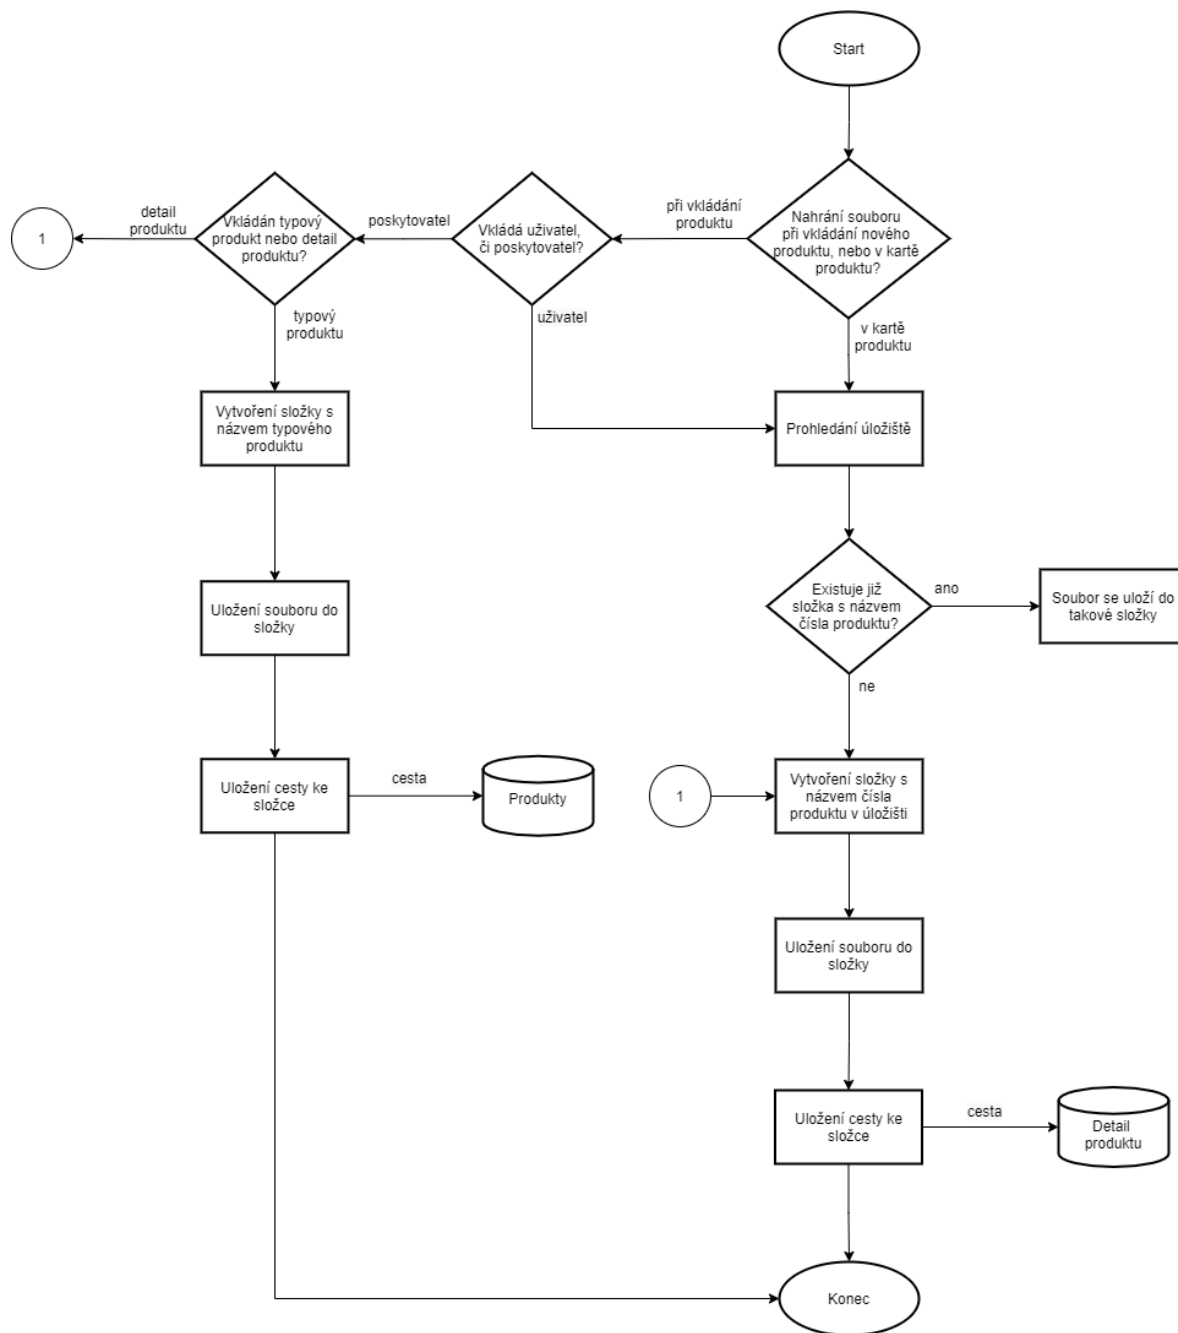 Start
Nahrání souboru
při vkládání nového
produktu, nebo v kartě
produktu?
při vkládání
produktu
Vkládá uživatel,
či poskytovatel?
poskytovatel
Vkládán typový
produkt nebo detail
produktu?
detail
produktu
1
typový
produktu
uživatel
v kartě
produktu
Vytvoření složky s
názvem typového
produktu
Prohledání úložiště
Uložení souboru do
složky
Existuje již
složka s názvem
čísla produktu?
ano
Soubor se uloží do
takové složky
ne
Uložení cesty ke
složce
cesta
Produkty
1
Vytvoření složky s
názvem čísla
produktu v úložišti
Uložení souboru do
složky
Uložení cesty ke
složce
cesta
Detail
produktu
Konec